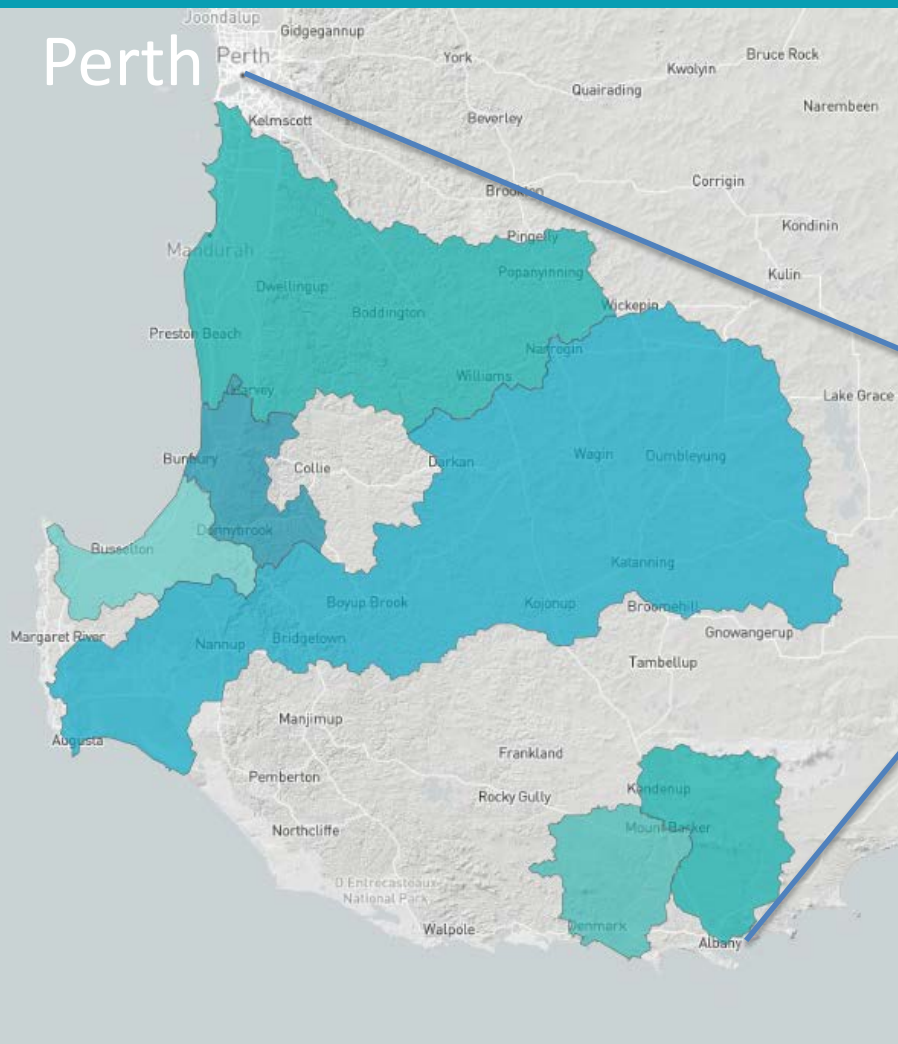 Joondalup
Gidgegannup
Perth
Perth
York
Bruce Rock
Kwolyin
Quairading
Narembeen
Kelmscott
Beverley
Corrigin
Brookton
Kondinin
Pingelly
Mandurah
Popanyinning
Kulin
Dwellingup
Wickepin
Boddington
Preston Beach
Narrogin
Williams
Harvey
Lake Grace
Bunbury
Collie
Darkan
Wagin
Dumbleyung
Donnybrook
Busselton
Katanning
Boyup Brook
Kojonup
Broomehill
Margaret River
Nannup
Bridgetown
Gnowangerup
Tambellup
Manjimup
Augusta
Frankland
Pemberton
Kendenup
Rocky Gully
Northcliffe
Mount Barker
D'Entrecasteaux
National Park
Walpole
Denmark
Albany